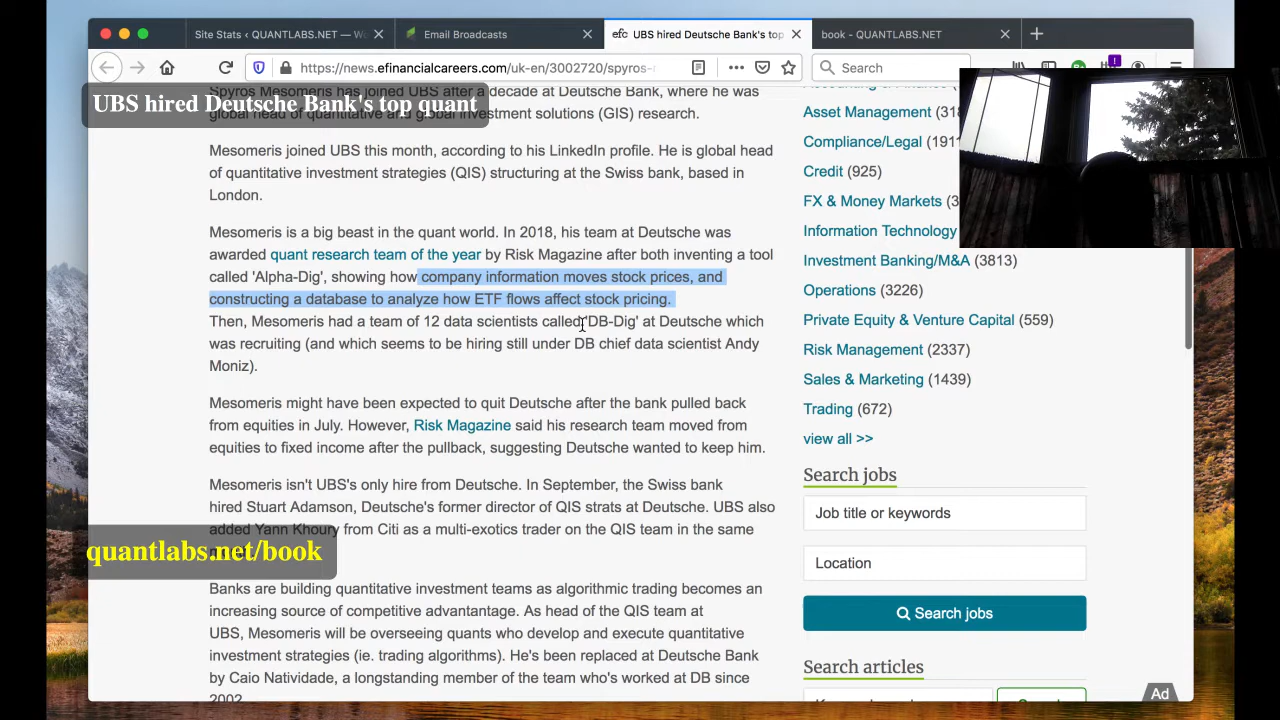 Site Stats ‹ QUANTLABS.NET —
Email Broadcasts
efc UBS hired Deutsche Bank's top
book - QUANTLABS.NET
https://news.efinancialcareers.com/uk-en/3002720/spyros-
Search
UBS hired Deutsche Bank's top quant
Spyros Mesomeris has joined UBS after a decade at Deutsche Bank, where he was
global head of quantitative and global investment solutions (GIS) research.
Mesomeris joined UBS this month, according to his LinkedIn profile. He is global head
of quantitative investment strategies (QIS) structuring at the Swiss bank, based in
London.
Mesomeris is a big beast in the quant world. In 2018, his team at Deutsche was
awarded quant research team of the year by Risk Magazine after both inventing a tool
called 'Alpha-Dig', showing how company information moves stock prices, and
constructing a database to analyze how ETF flows affect stock pricing.
Then, Mesomeris had a team of 12 data scientists called 'DB-Dig' at Deutsche which
was recruiting (and which seems to be hiring still under DB chief data scientist Andy
Moniz).
Mesomeris might have been expected to quit Deutsche after the bank pulled back
from equities in July. However, Risk Magazine said his research team moved from
equities to fixed income after the pullback, suggesting Deutsche wanted to keep him.
Mesomeris isn't UBS's only hire from Deutsche. In September, the Swiss bank
hired Stuart Adamson, Deutsche's former director of QIS strats at Deutsche. UBS also
added Yann Khoury from Citi as a multi-exotics trader on the QIS team in the same
quantlabs.net/book
Banks are building quantitative investment teams as algorithmic trading becomes an
increasing source of competitive advantantage. As head of the QIS team at
UBS, Mesomeris will be overseeing quants who develop and execute quantitative
investment strategies (ie. trading algorithms). He's been replaced at Deutsche Bank
by Caio Natividade, a longstanding member of the team who's worked at DB since
2002
Asset Management (318
Compliance/Legal (1911
Credit (925)
FX & Money Markets (3
Information Technology
Investment Banking/M&A (3813)
Operations (3226)
Private Equity & Venture Capital (559)
Risk Management (2337)
Sales & Marketing (1439)
Trading (672)
view all >>
Search jobs
Job title or keywords
Location
Search jobs
Search articles
Ad